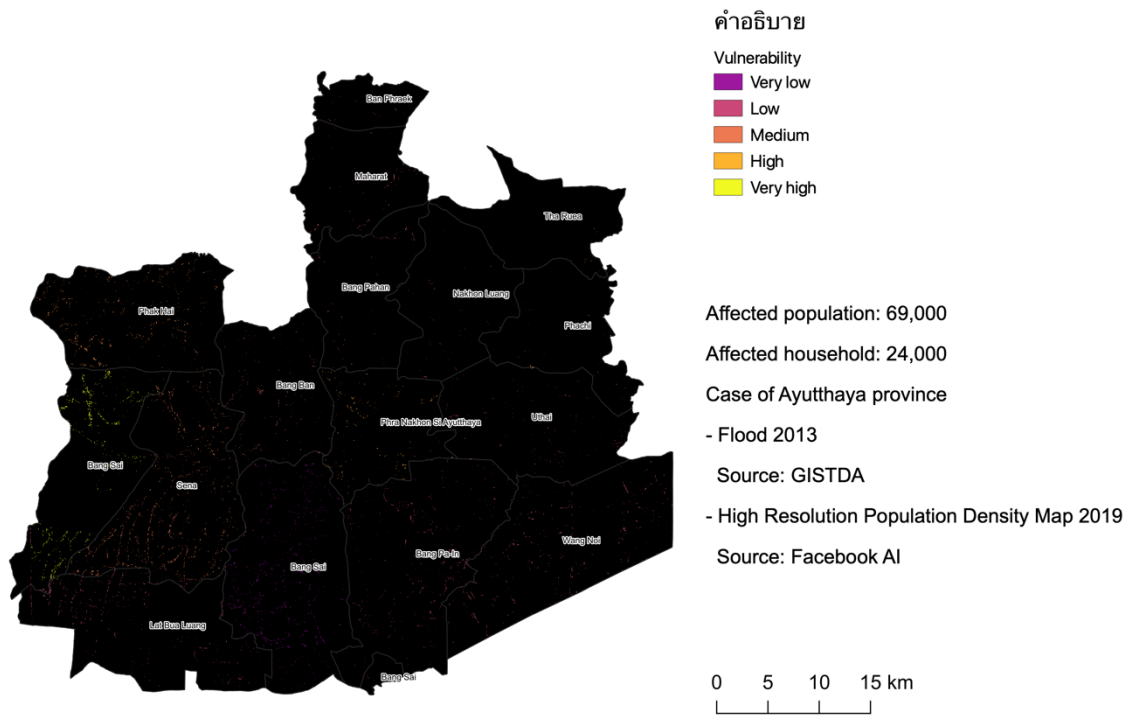 คำอธิบาย
Vulnerability
Very low
Low
Medium
High
Very high
Ban Phraek
Maharat
Tha Ruea
Bang Pahan
Nakhon Luang
Phak Hai
Phachi
Bang Ban
Phra Nakhon Si Ayutthaya
Uthai
Bang Sai
Sena
Wang Noi
Bang Pa-In
Bang Sai
Lat Bua Luang
Bang Sai
Affected population: 69,000
Affected household: 24,000
Case of Ayutthaya province
- Flood 2013
Source: GISTDA
- High Resolution Population Density Map 2019
Source: Facebook AI
0 5 10 15 km